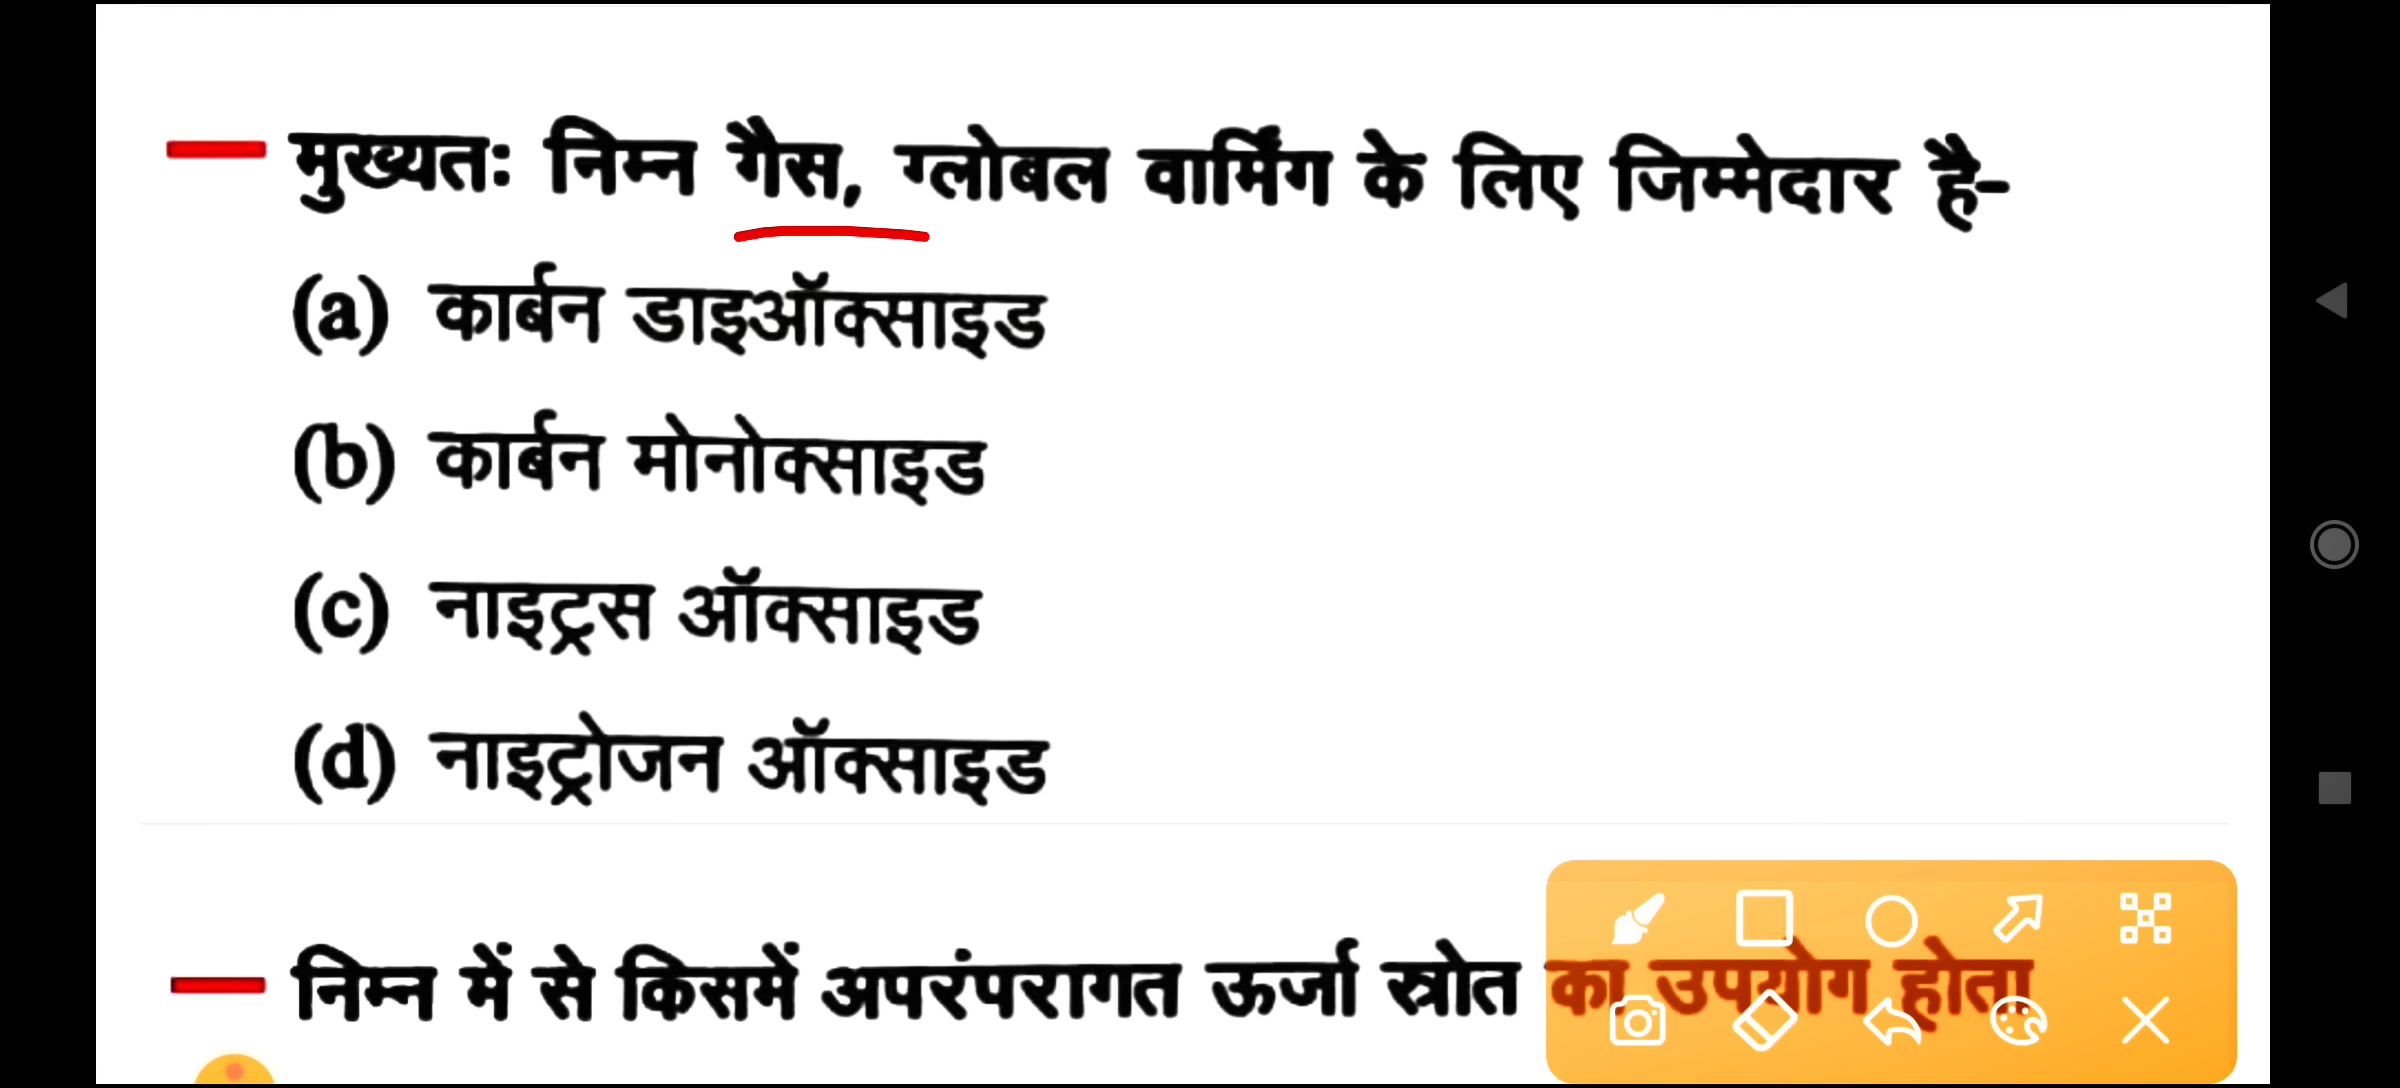 मुख्यतः निम्न गैस, ग्लोबल वार्मिंग के लिए जिम्मेदार है-
(a) कार्बन डाइऑक्साइड
(b) कार्बन मोनोक्साइड
(c) नाइट्रस ऑक्साइड
(d) नाइट्रोजन ऑक्साइड
निम्न में से किसमें अपरंपरागत ऊर्जा स्रोत का उपयोग होता